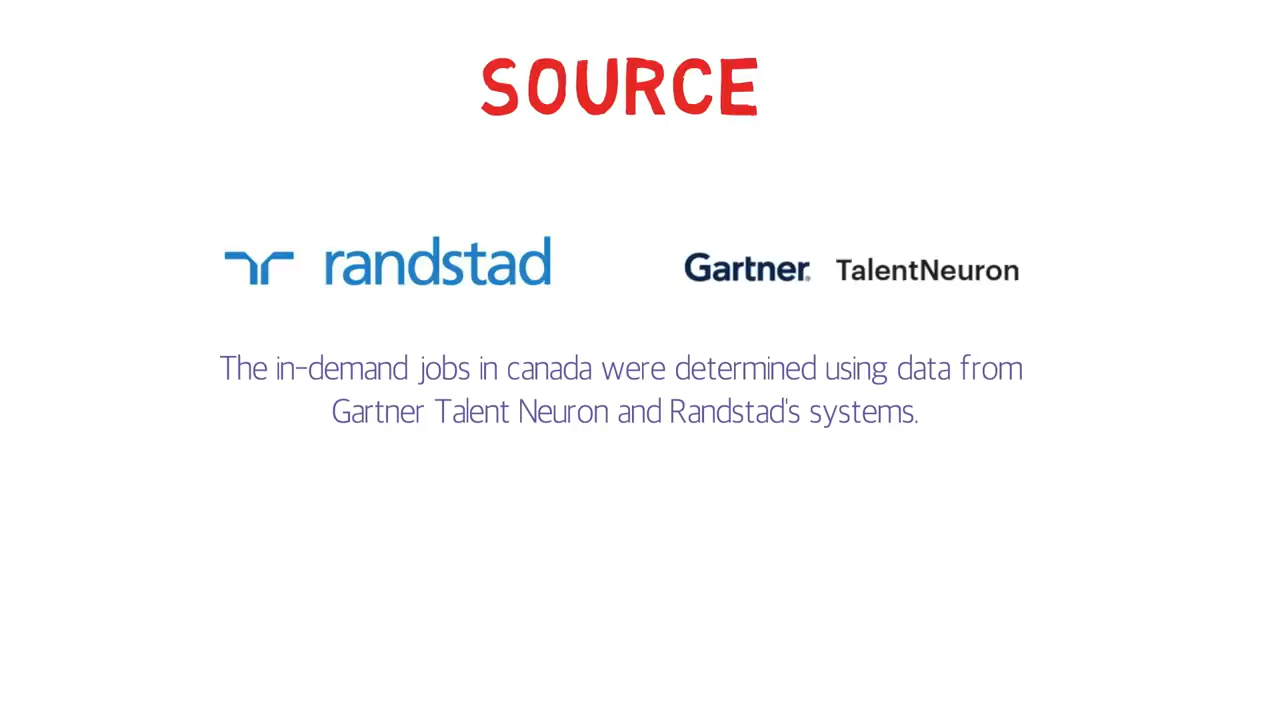 SOURCE
randstad
Gartner® TalentNeuron
The in-demand jobs in canada were determined using data from
Gartner Talent Neuron and Randstad's systems.